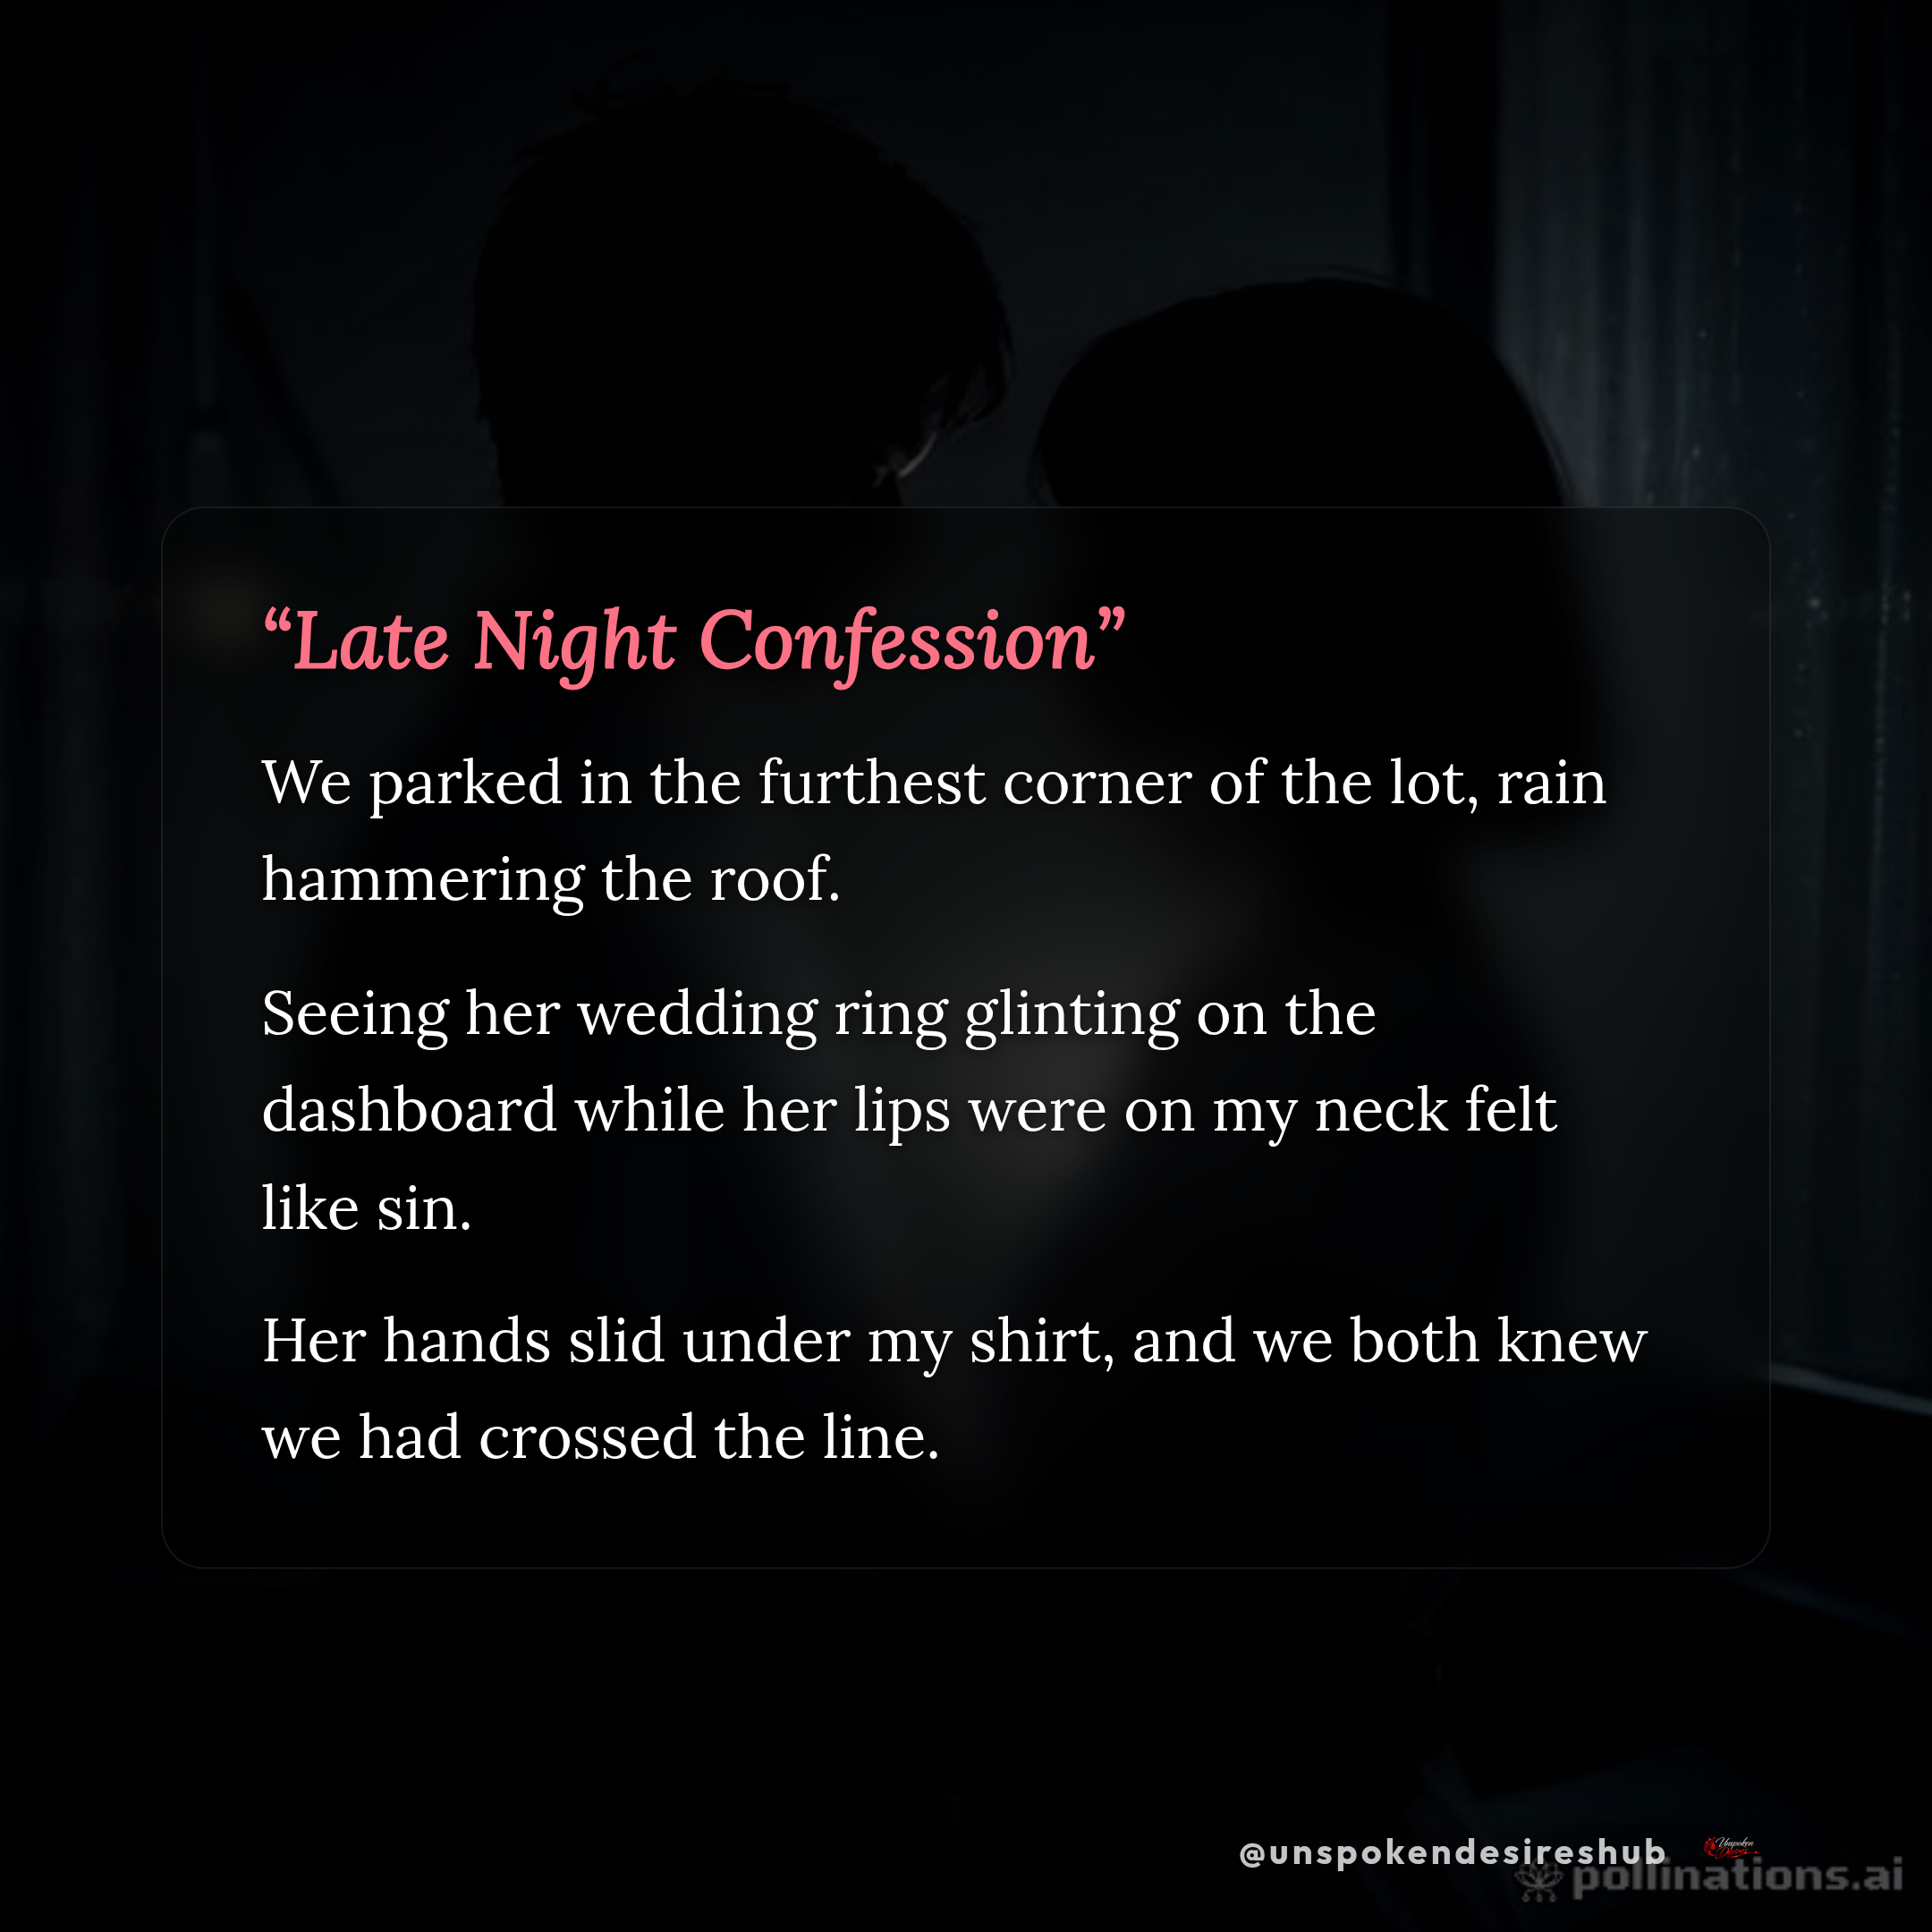 “Late Night Confession”
We parked in the furthest corner of the lot, rain
hammering the roof.
Seeing her wedding ring glinting on the
dashboard while her lips were on my neck felt
like sin.
Her hands slid under my shirt, and we both knew
we had crossed the line.
@unspokendesireshub
Unspoken
Desires
pollinations.ai